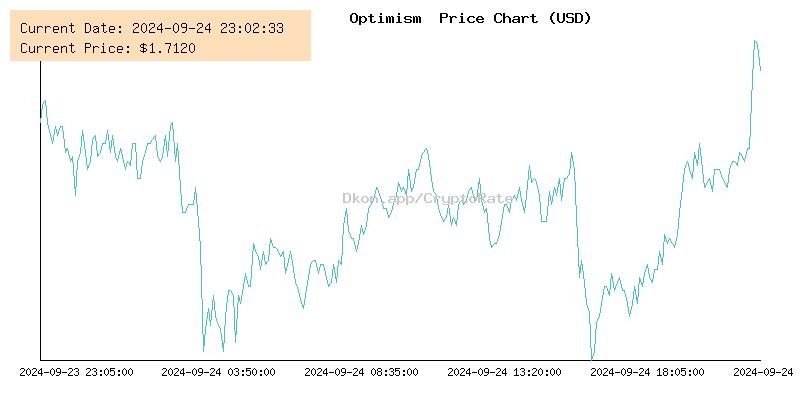 Optimism  Price Chart (USD)
Current Date: 2024-09-24 23:02:33
Current Price: $1.7120
Dkon.app/CryptoRate
2024-09-23 23:05:00 2024-09-24 03:50:00 2024-09-24 08:35:00 2024-09-24 13:20:00 2024-09-24 18:05:00 2024-09-24